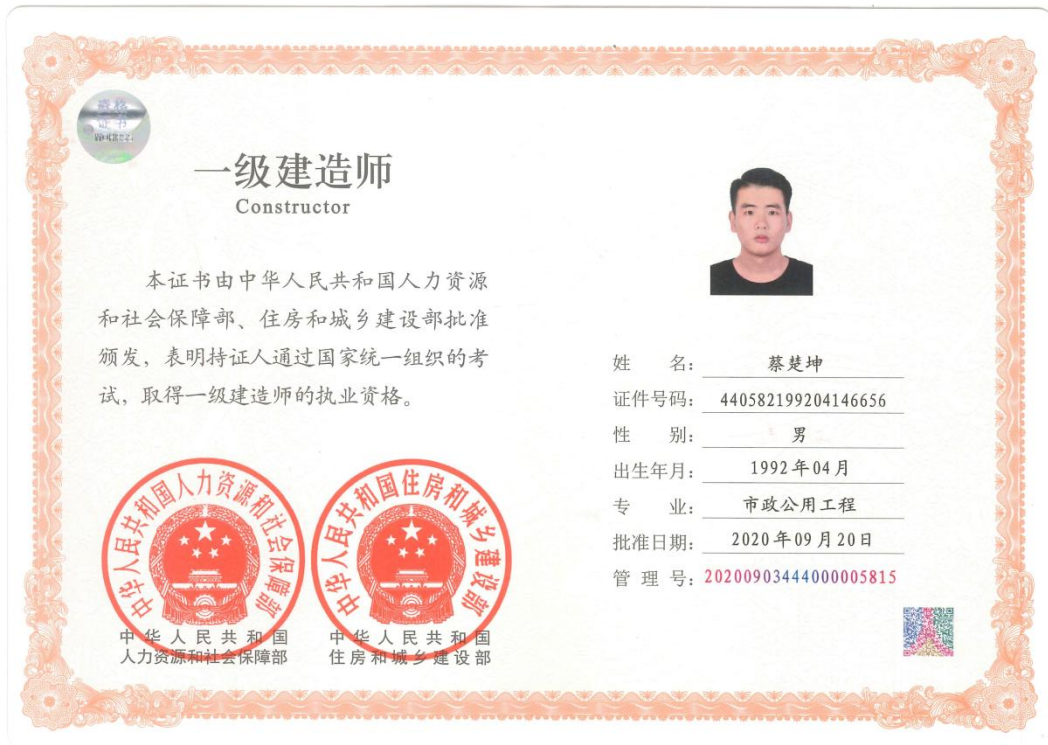 资格
证书
一级建造师
Constructor
本证书由中华人民共和国人力资源
和社会保障部、住房和城乡建设部批准
颁发，表明持证人通过国家统一组织的考
试，取得一级建造师的执业资格。
中华人民共和国人力资源和社会保障部
中华人民共和国住房和城乡建设部
中华人民共和国
人力资源和社会保障部
中华人民共和国
住房和城乡建设部
姓 名：蔡楚坤
证件号码：440582199204146656
性 别：男
出生年月：1992年04月
专 业：市政公用工程
批准日期：2020年09月20日
管 理 号：20200903444000005815